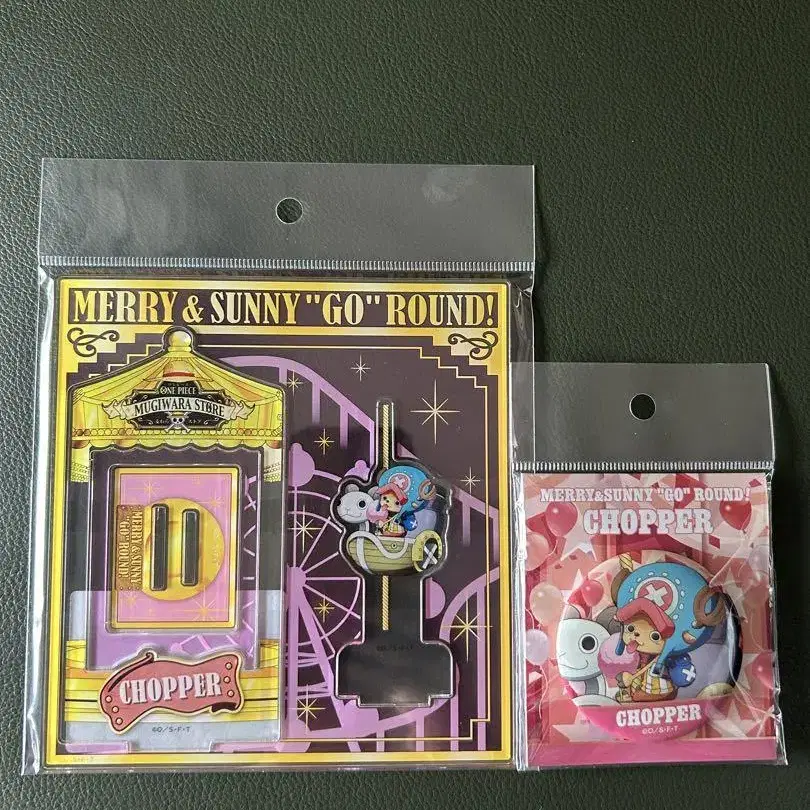 MERRY & SUNNY "GO" ROUND!
ONE PIECE
MUGIWARA STORE
MERRY & SUNNY
"GO" ROUND!
CHOPPER
©O/S・F・T
MERRY&SUNNY "GO" ROUND!
CHOPPER
CHOPPER
©O/S・F・T